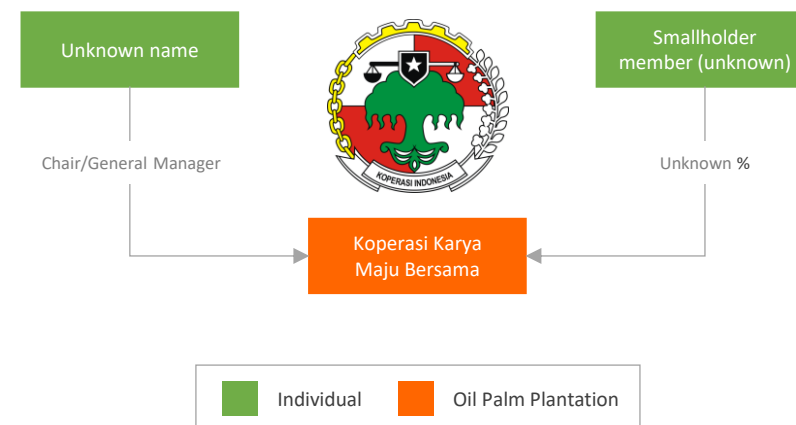 Unknown name
Smallholder
member (unknown)
KOPERASI INDONESIA
Chair/General Manager
Unknown %
Koperasi Karya
Maju Bersama
Individual
Oil Palm Plantation